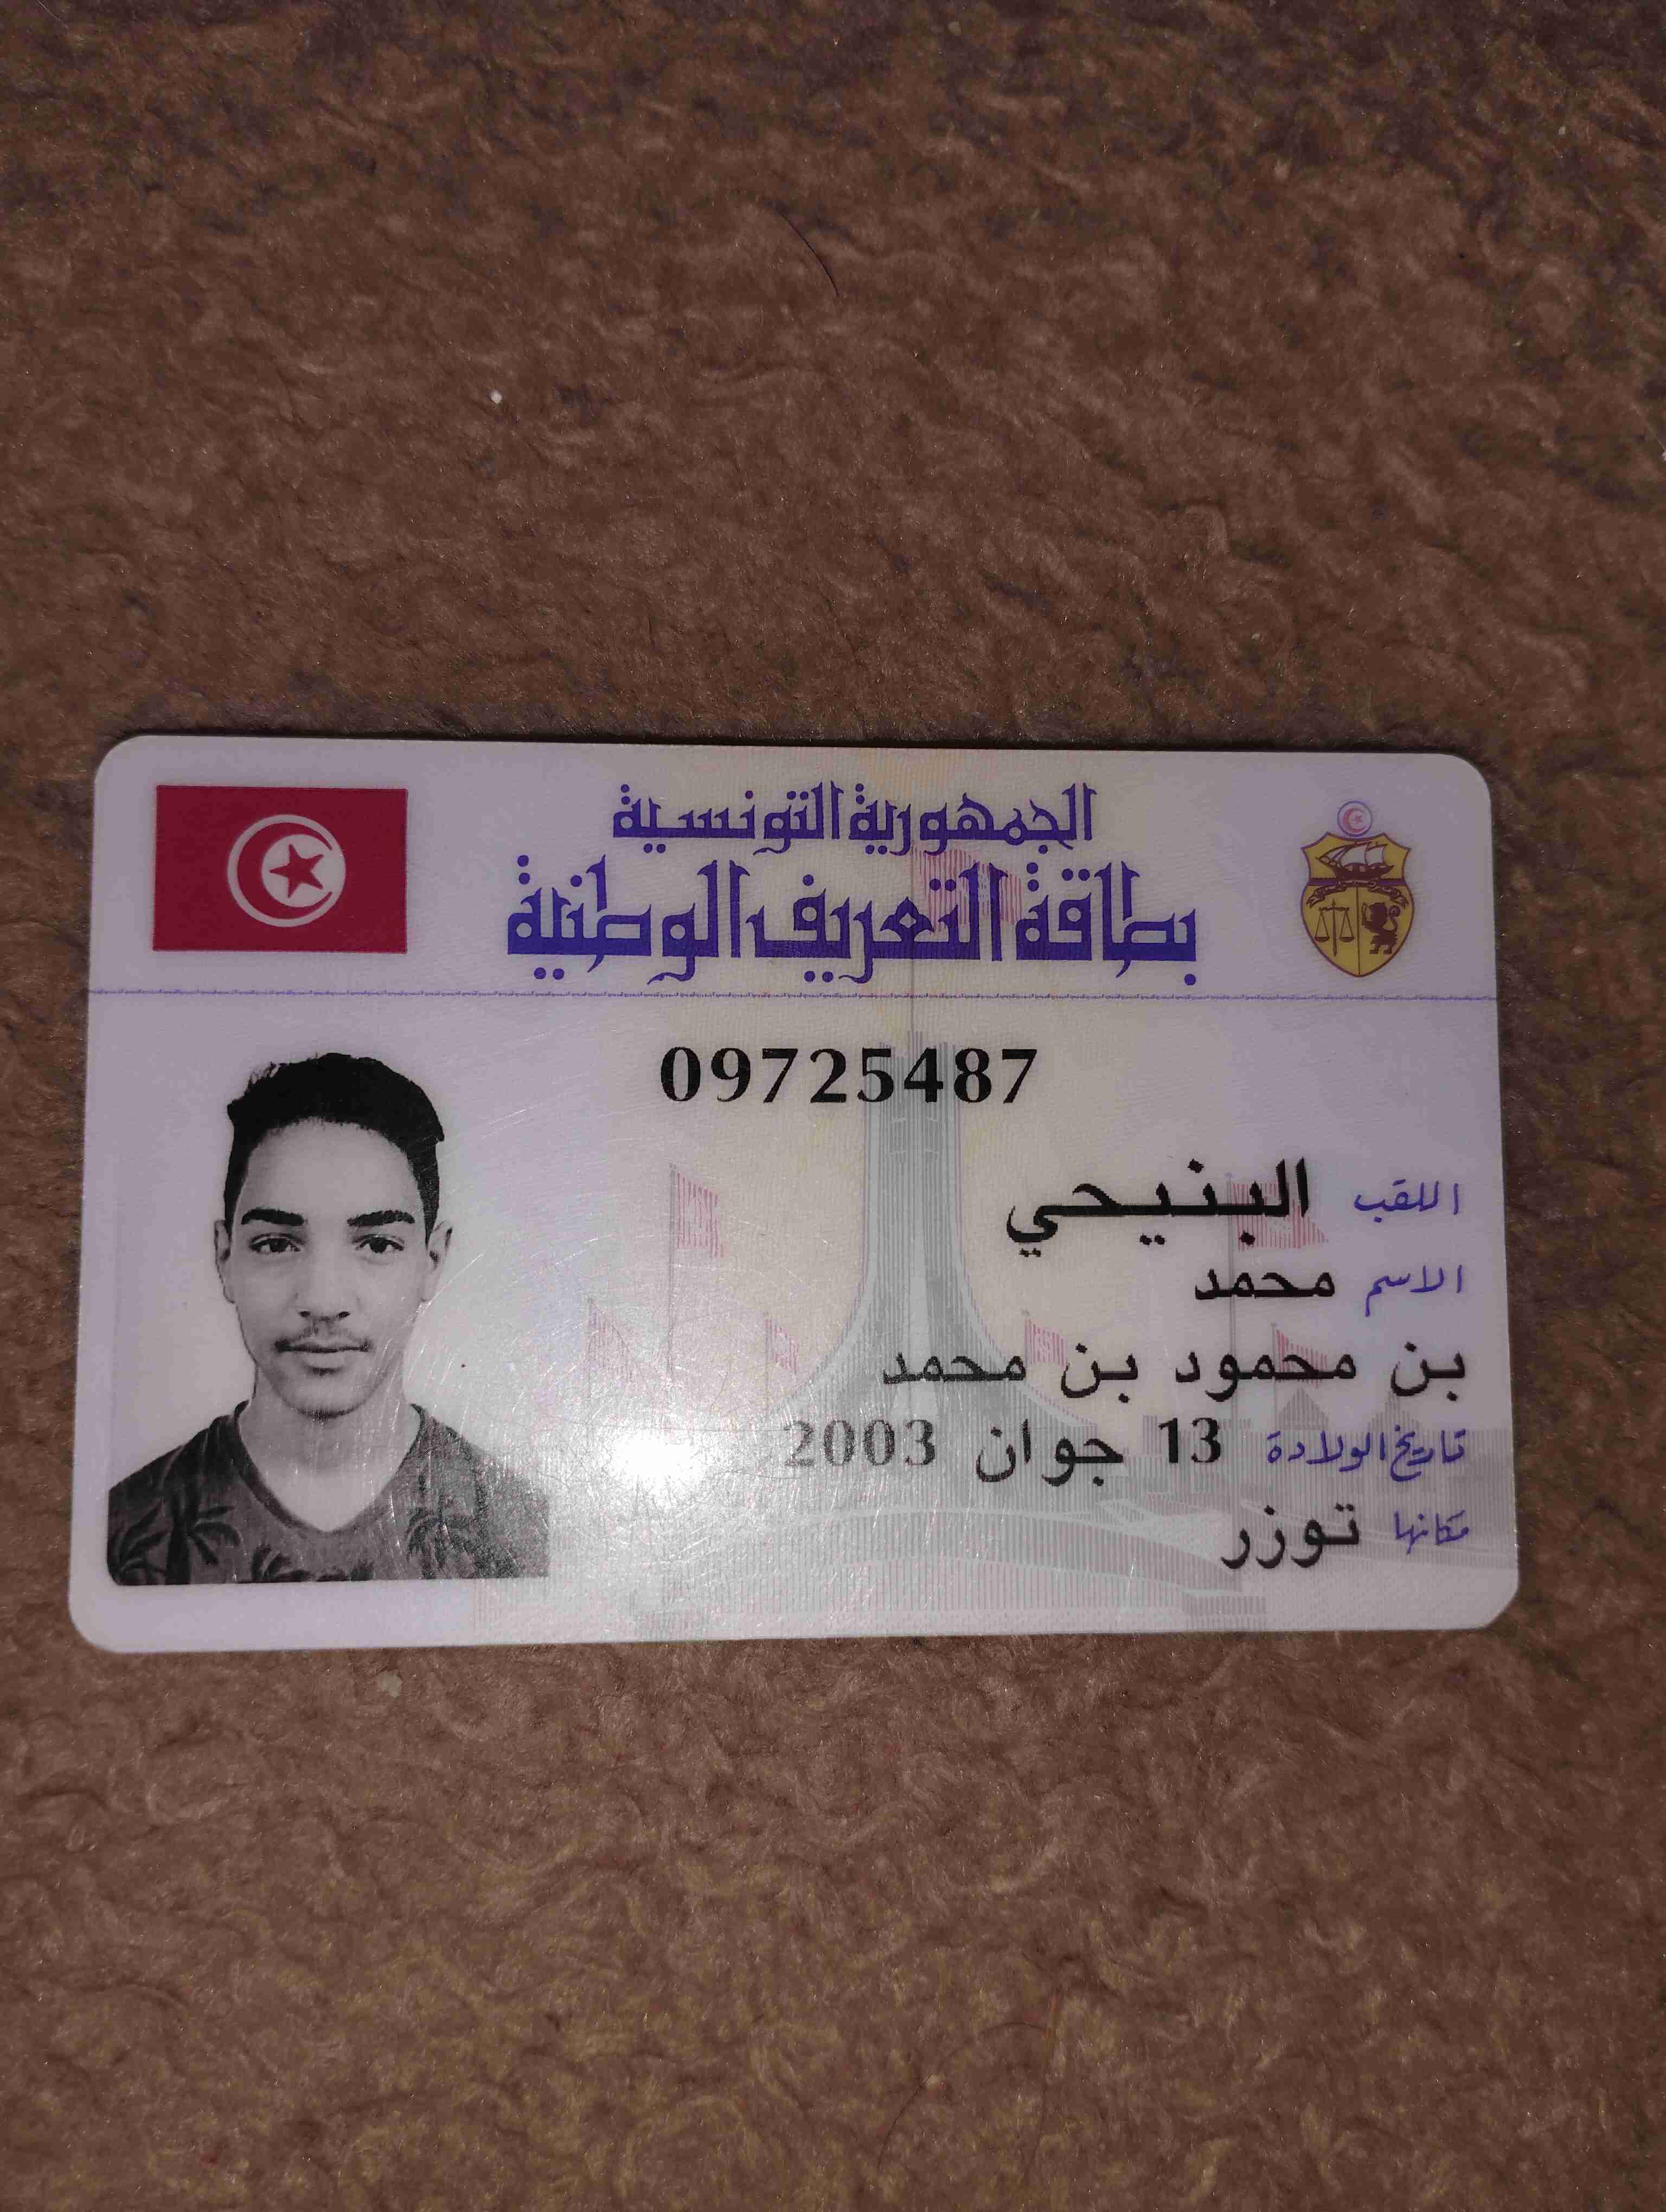 الجمهورية التونسية
بطاقة التعريف الوطنية
09725487
اللقب البنيحي
الاسم محمد
بن محمود بن محمد
تاريخ الولادة 13 جوان 2003
مكانها توزر